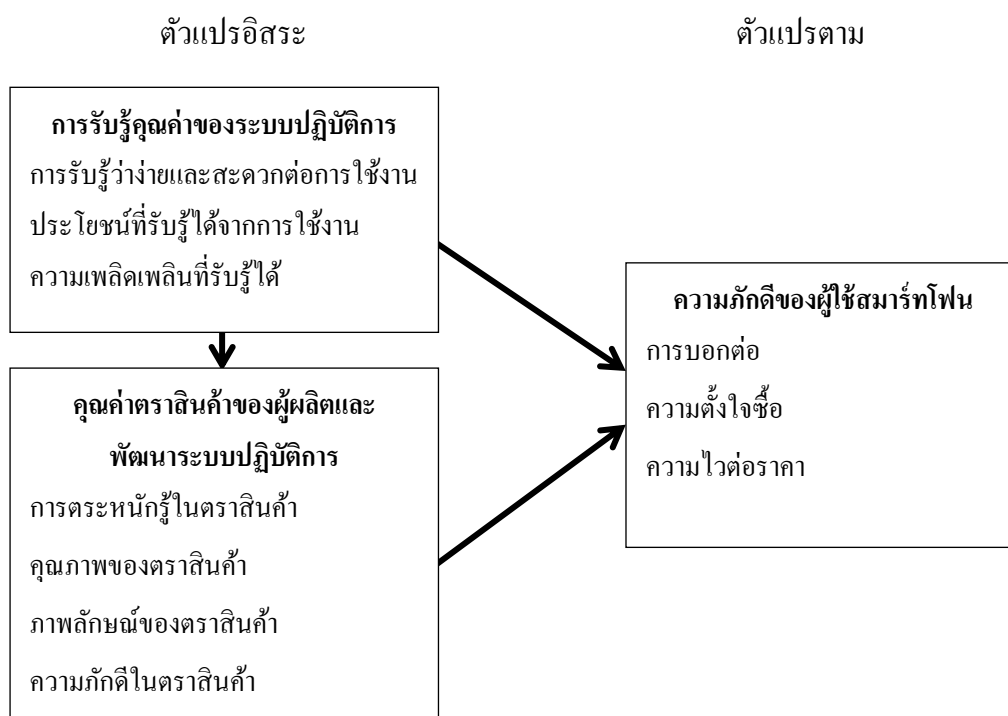 ตัวแปรอิสระ
ตัวแปรตาม
การรับรู้คุณค่าของระบบปฏิบัติการ
การรับรู้ว่าง่ายและสะดวกต่อการใช้งาน
ประโยชน์ที่รับรู้ได้จากการใช้งาน
ความเพลิดเพลินที่รับรู้ได้
คุณค่าตราสินค้าของผู้ผลิตและ
พัฒนาระบบปฏิบัติการ
การตระหนักรู้ในตราสินค้า
คุณภาพของตราสินค้า
ภาพลักษณ์ของตราสินค้า
ความภักดีในตราสินค้า
ความภักดีของผู้ใช้สมาร์ทโฟน
การบอกต่อ
ความตั้งใจซื้อ
ความไวต่อราคา